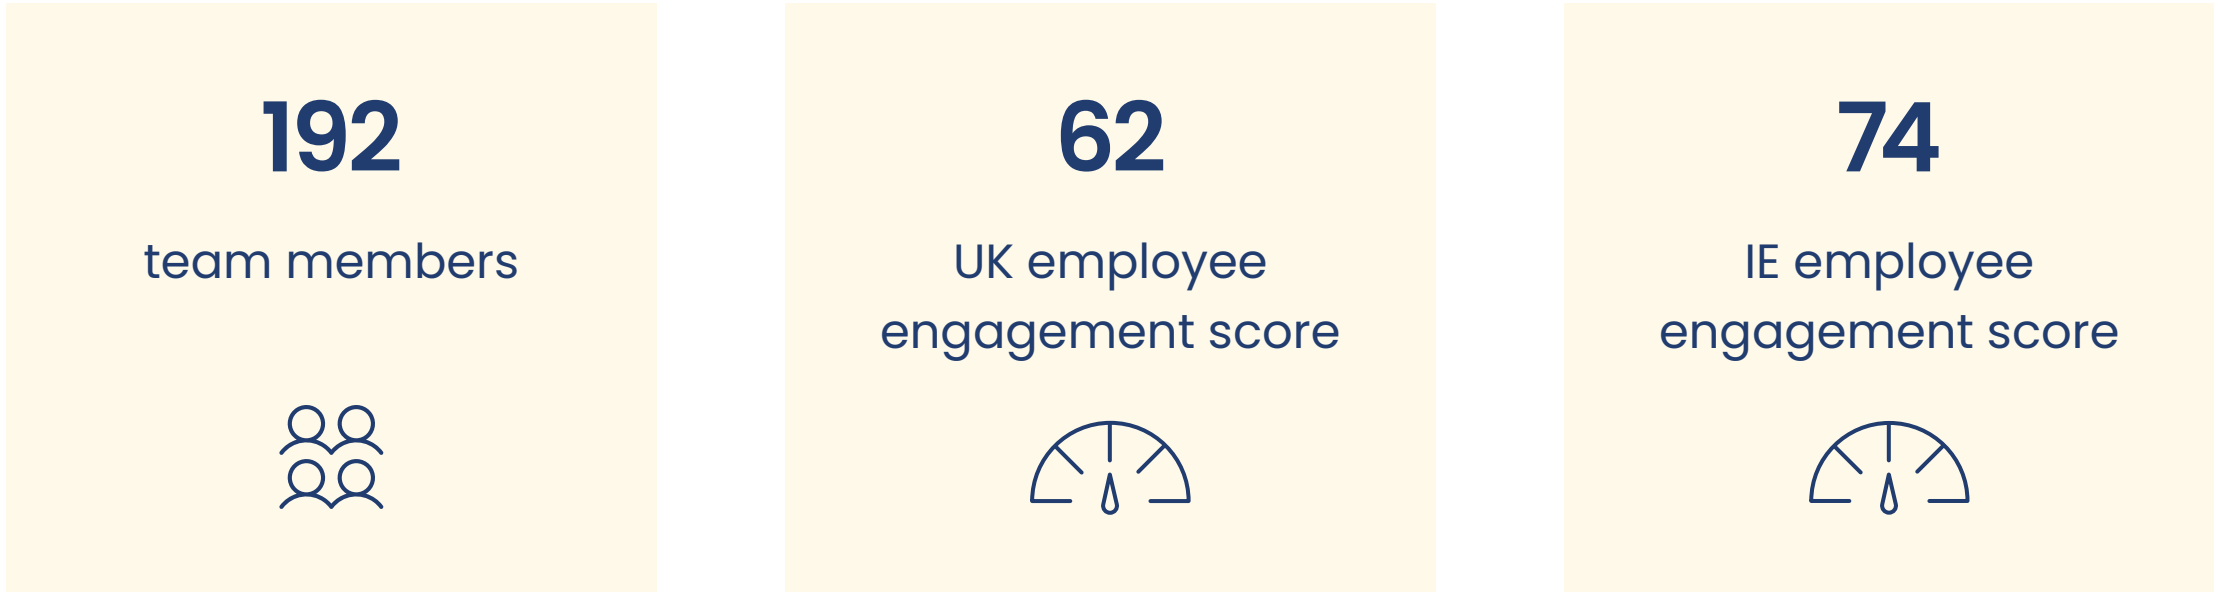 192
team members
62
UK employee
engagement score
74
IE employee
engagement score